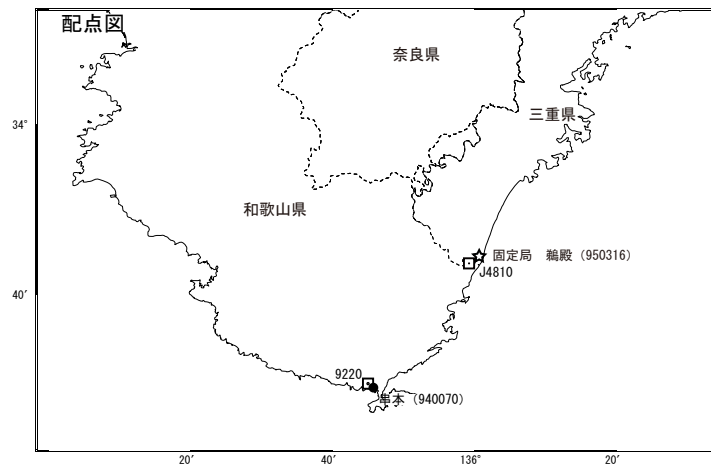 配点図
奈良県
34°
三重県
和歌山県
固定局　鵜殿（950316）
J4810
40′
9220
串本（940070）
20′
40′
136°
20′